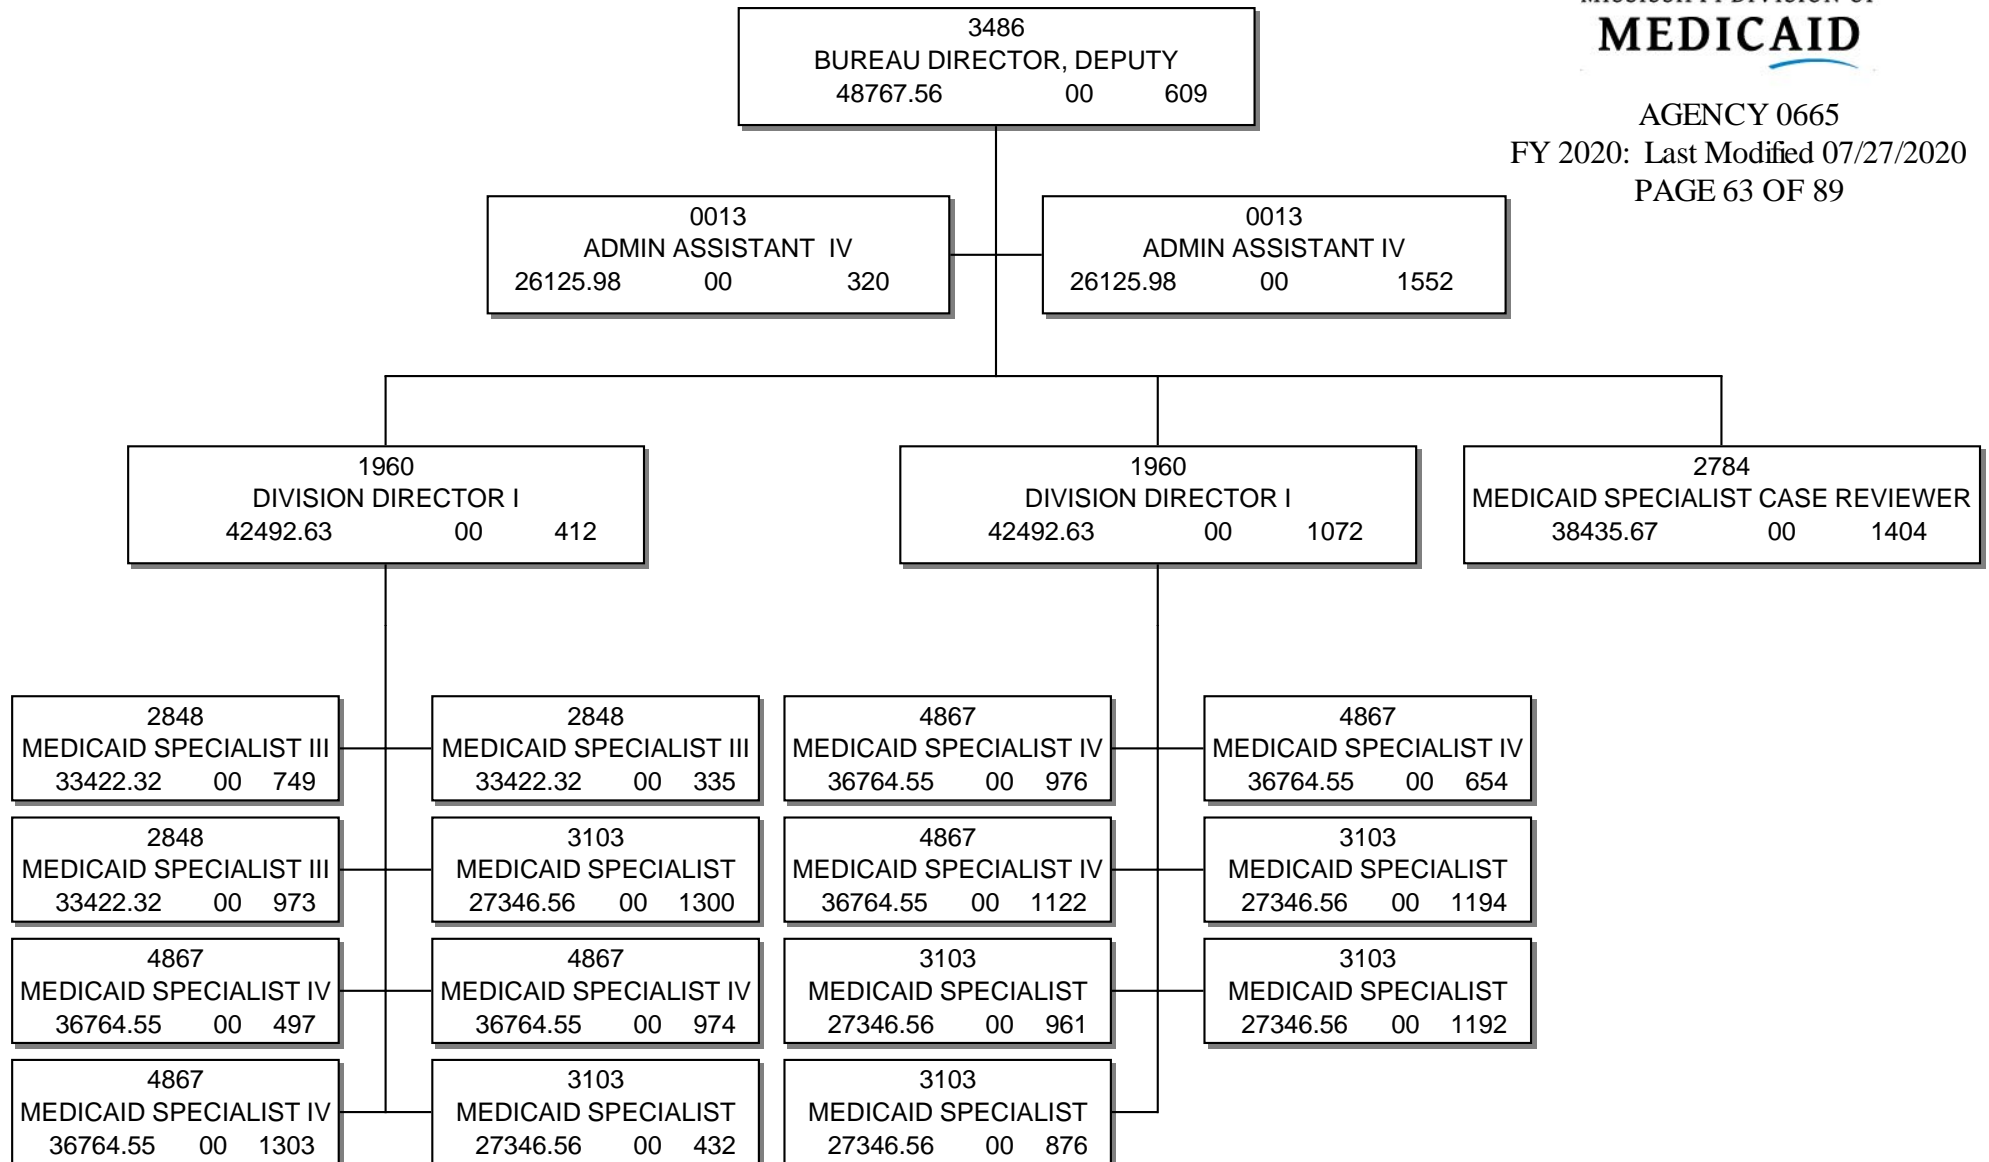 3486
BUREAU DIRECTOR, DEPUTY
48767.56 00 609
MEDICAID
AGENCY 0665
FY 2020: Last Modified 07/27/2020
PAGE 63 OF 89
0013
ADMIN ASSISTANT IV
26125.98 00 320
0013
ADMIN ASSISTANT IV
26125.98 00 1552
1960
DIVISION DIRECTOR I
42492.63 00 412
1960
DIVISION DIRECTOR I
42492.63 00 1072
2784
MEDICAID SPECIALIST CASE REVIEWER
38435.67 00 1404
2848
MEDICAID SPECIALIST III
33422.32 00 749
2848
MEDICAID SPECIALIST III
33422.32 00 335
4867
MEDICAID SPECIALIST IV
36764.55 00 976
4867
MEDICAID SPECIALIST IV
36764.55 00 654
2848
MEDICAID SPECIALIST III
33422.32 00 973
3103
MEDICAID SPECIALIST
27346.56 00 1300
4867
MEDICAID SPECIALIST IV
36764.55 00 1122
3103
MEDICAID SPECIALIST
27346.56 00 1194
4867
MEDICAID SPECIALIST IV
36764.55 00 497
4867
MEDICAID SPECIALIST IV
36764.55 00 974
3103
MEDICAID SPECIALIST
27346.56 00 961
3103
MEDICAID SPECIALIST
27346.56 00 1192
4867
MEDICAID SPECIALIST IV
36764.55 00 1303
3103
MEDICAID SPECIALIST
27346.56 00 432
3103
MEDICAID SPECIALIST
27346.56 00 876